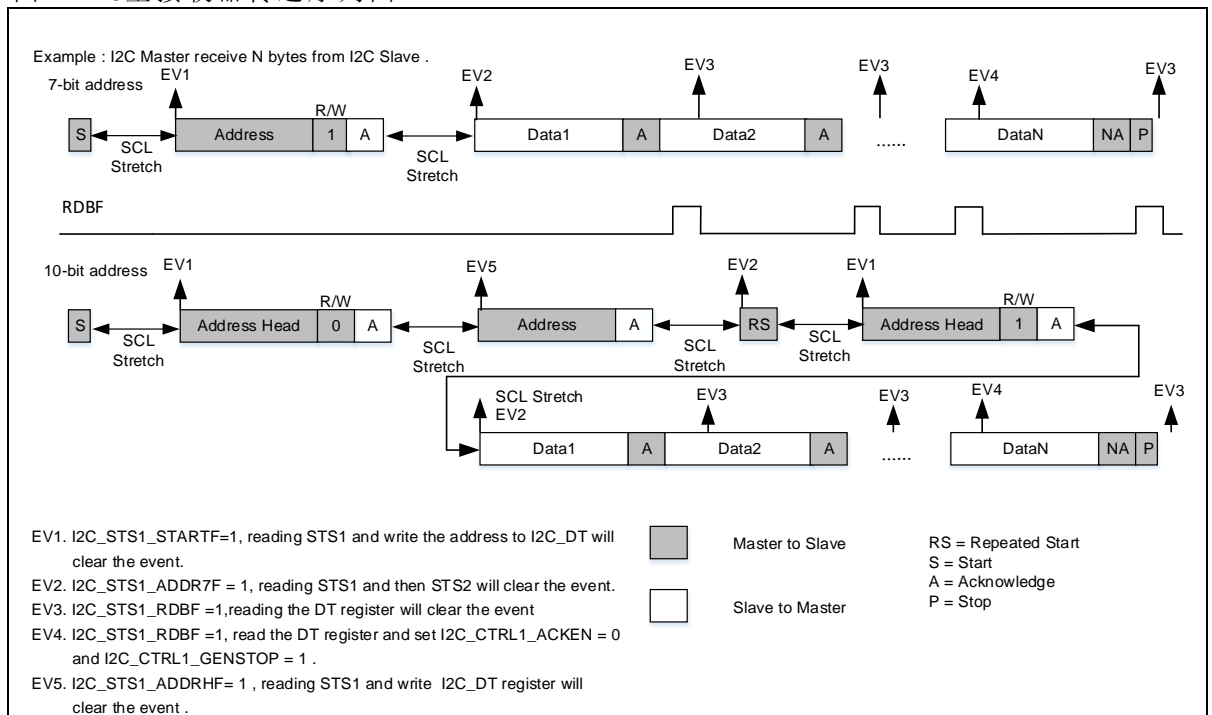 Example : I2C Master receive N bytes from I2C Slave .
7-bit address
EV1 EV2 EV3 EV3 EV4 EV3
R/W
S Address 1 A Data1 A Data2 A ...... DataN NA P
SCL Stretch SCL Stretch
RDBF
10-bit address
EV1 EV5 EV2 EV1
R/W R/W
S Address Head 0 A Address A RS Address Head 1 A
SCL Stretch SCL Stretch SCL Stretch SCL Stretch
SCL Stretch
EV2 EV3 EV3 EV4 EV3
Data1 A Data2 A ...... DataN NA P
EV1. I2C_STS1_STARTF=1, reading STS1 and write the address to I2C_DT will
clear the event.
EV2. I2C_STS1_ADDR7F = 1, reading STS1 and then STS2 will clear the event.
EV3. I2C_STS1_RDBF =1,reading the DT register will clear the event
EV4. I2C_STS1_RDBF =1, read the DT register and set I2C_CTRL1_ACKEN = 0
and I2C_CTRL1_GENSTOP = 1 .
EV5. I2C_STS1_ADDRHF= 1 , reading STS1 and write I2C_DT register will
clear the event .
Master to Slave
Slave to Master
RS = Repeated Start
S = Start
A = Acknowledge
P = Stop